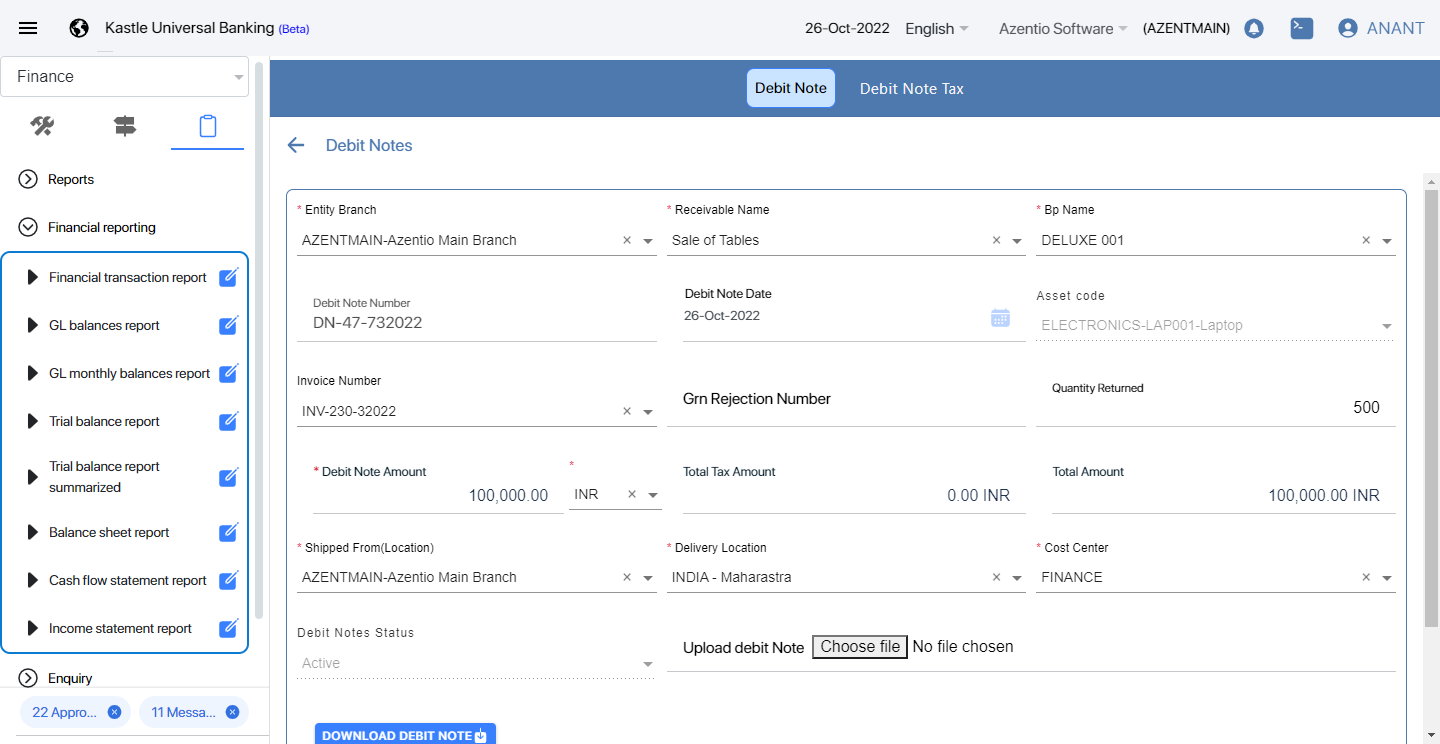 Kastle Universal Banking (Beta)
26-Oct-2022
English
Azentio Software
(AZENTMAIN)
ANANT
Finance
Reports
Financial reporting
Financial transaction report
GL balances report
GL monthly balances report
Trial balance report
Trial balance report
summarized
Balance sheet report
Cash flow statement report
Income statement report
Enquiry
22 Appro...
11 Messa...
Debit Note
Debit Note Tax
Debit Notes
* Entity Branch
AZENTMAIN-Azentio Main Branch
* Receivable Name
Sale of Tables
* Bp Name
DELUXE 001
Debit Note Number
DN-47-732022
Debit Note Date
26-Oct-2022
Asset code
ELECTRONICS-LAP001-Laptop
Invoice Number
INV-230-32022
Grn Rejection Number
Quantity Returned
500
* Debit Note Amount
100,000.00
*
INR
Total Tax Amount
0.00 INR
Total Amount
100,000.00 INR
* Shipped From(Location)
AZENTMAIN-Azentio Main Branch
* Delivery Location
INDIA - Maharastra
* Cost Center
FINANCE
Debit Notes Status
Active
Upload debit Note Choose file No file chosen
DOWNLOAD DEBIT NOTE